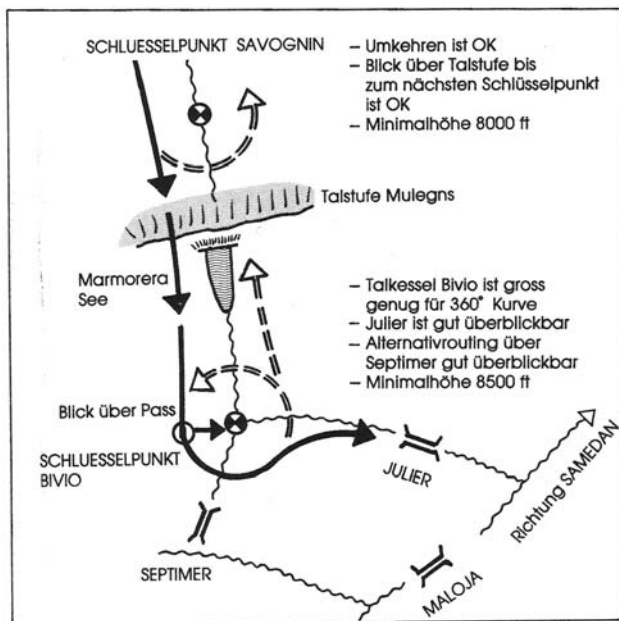 SCHLUESSELPUNKT SAVOGNIN
– Umkehren ist OK
– Blick über Talstufe bis
zum nächsten Schlüsselpunkt
ist OK
– Minimalhöhe 8000 ft
Talstufe Mulegns
Marmorera
See
– Talkessel Bivio ist gross
genug für 360° Kurve
– Julier ist gut überblickbar
– Alternativrouting über
Septimer gut überblickbar
– Minimalhöhe 8500 ft
Blick über Pass
SCHLUESSELPUNKT
BIVIO
JULIER
Richtung SAMEDAN
SEPTIMER
MALOJA